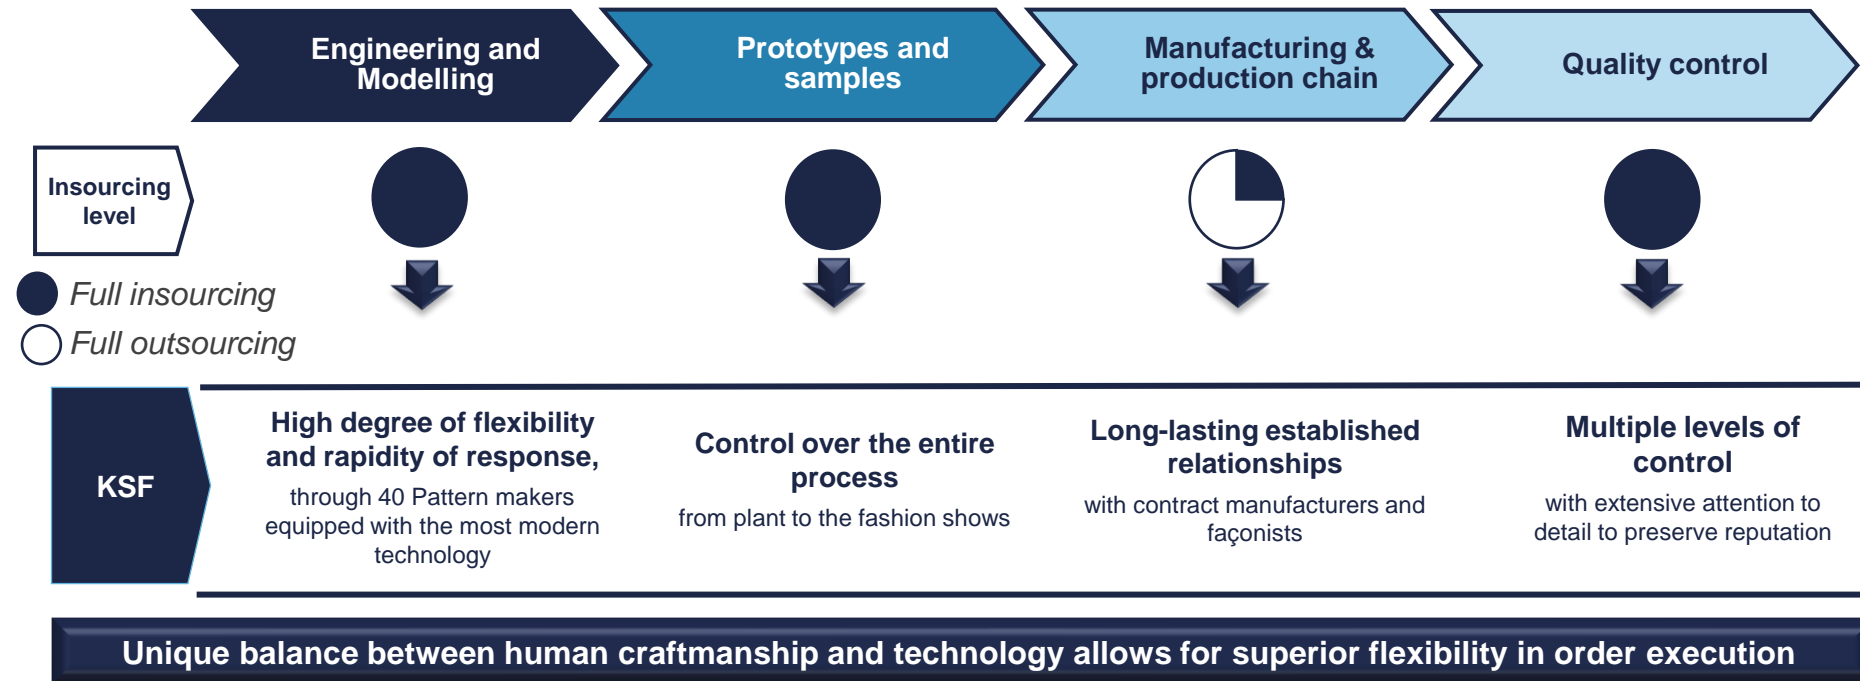 Engineering and
Modelling
Prototypes and
samples
Manufacturing &
production chain
Quality control
Insourcing
level
Full insourcing
Full outsourcing
KSF
High degree of flexibility
and rapidity of response,
through 40 Pattern makers
equipped with the most modern
technology
Control over the entire
process
from plant to the fashion shows
Long-lasting established
relationships
with contract manufacturers and
façonists
Multiple levels of
control
with extensive attention to
detail to preserve reputation
Unique balance between human craftmanship and technology allows for superior flexibility in order execution